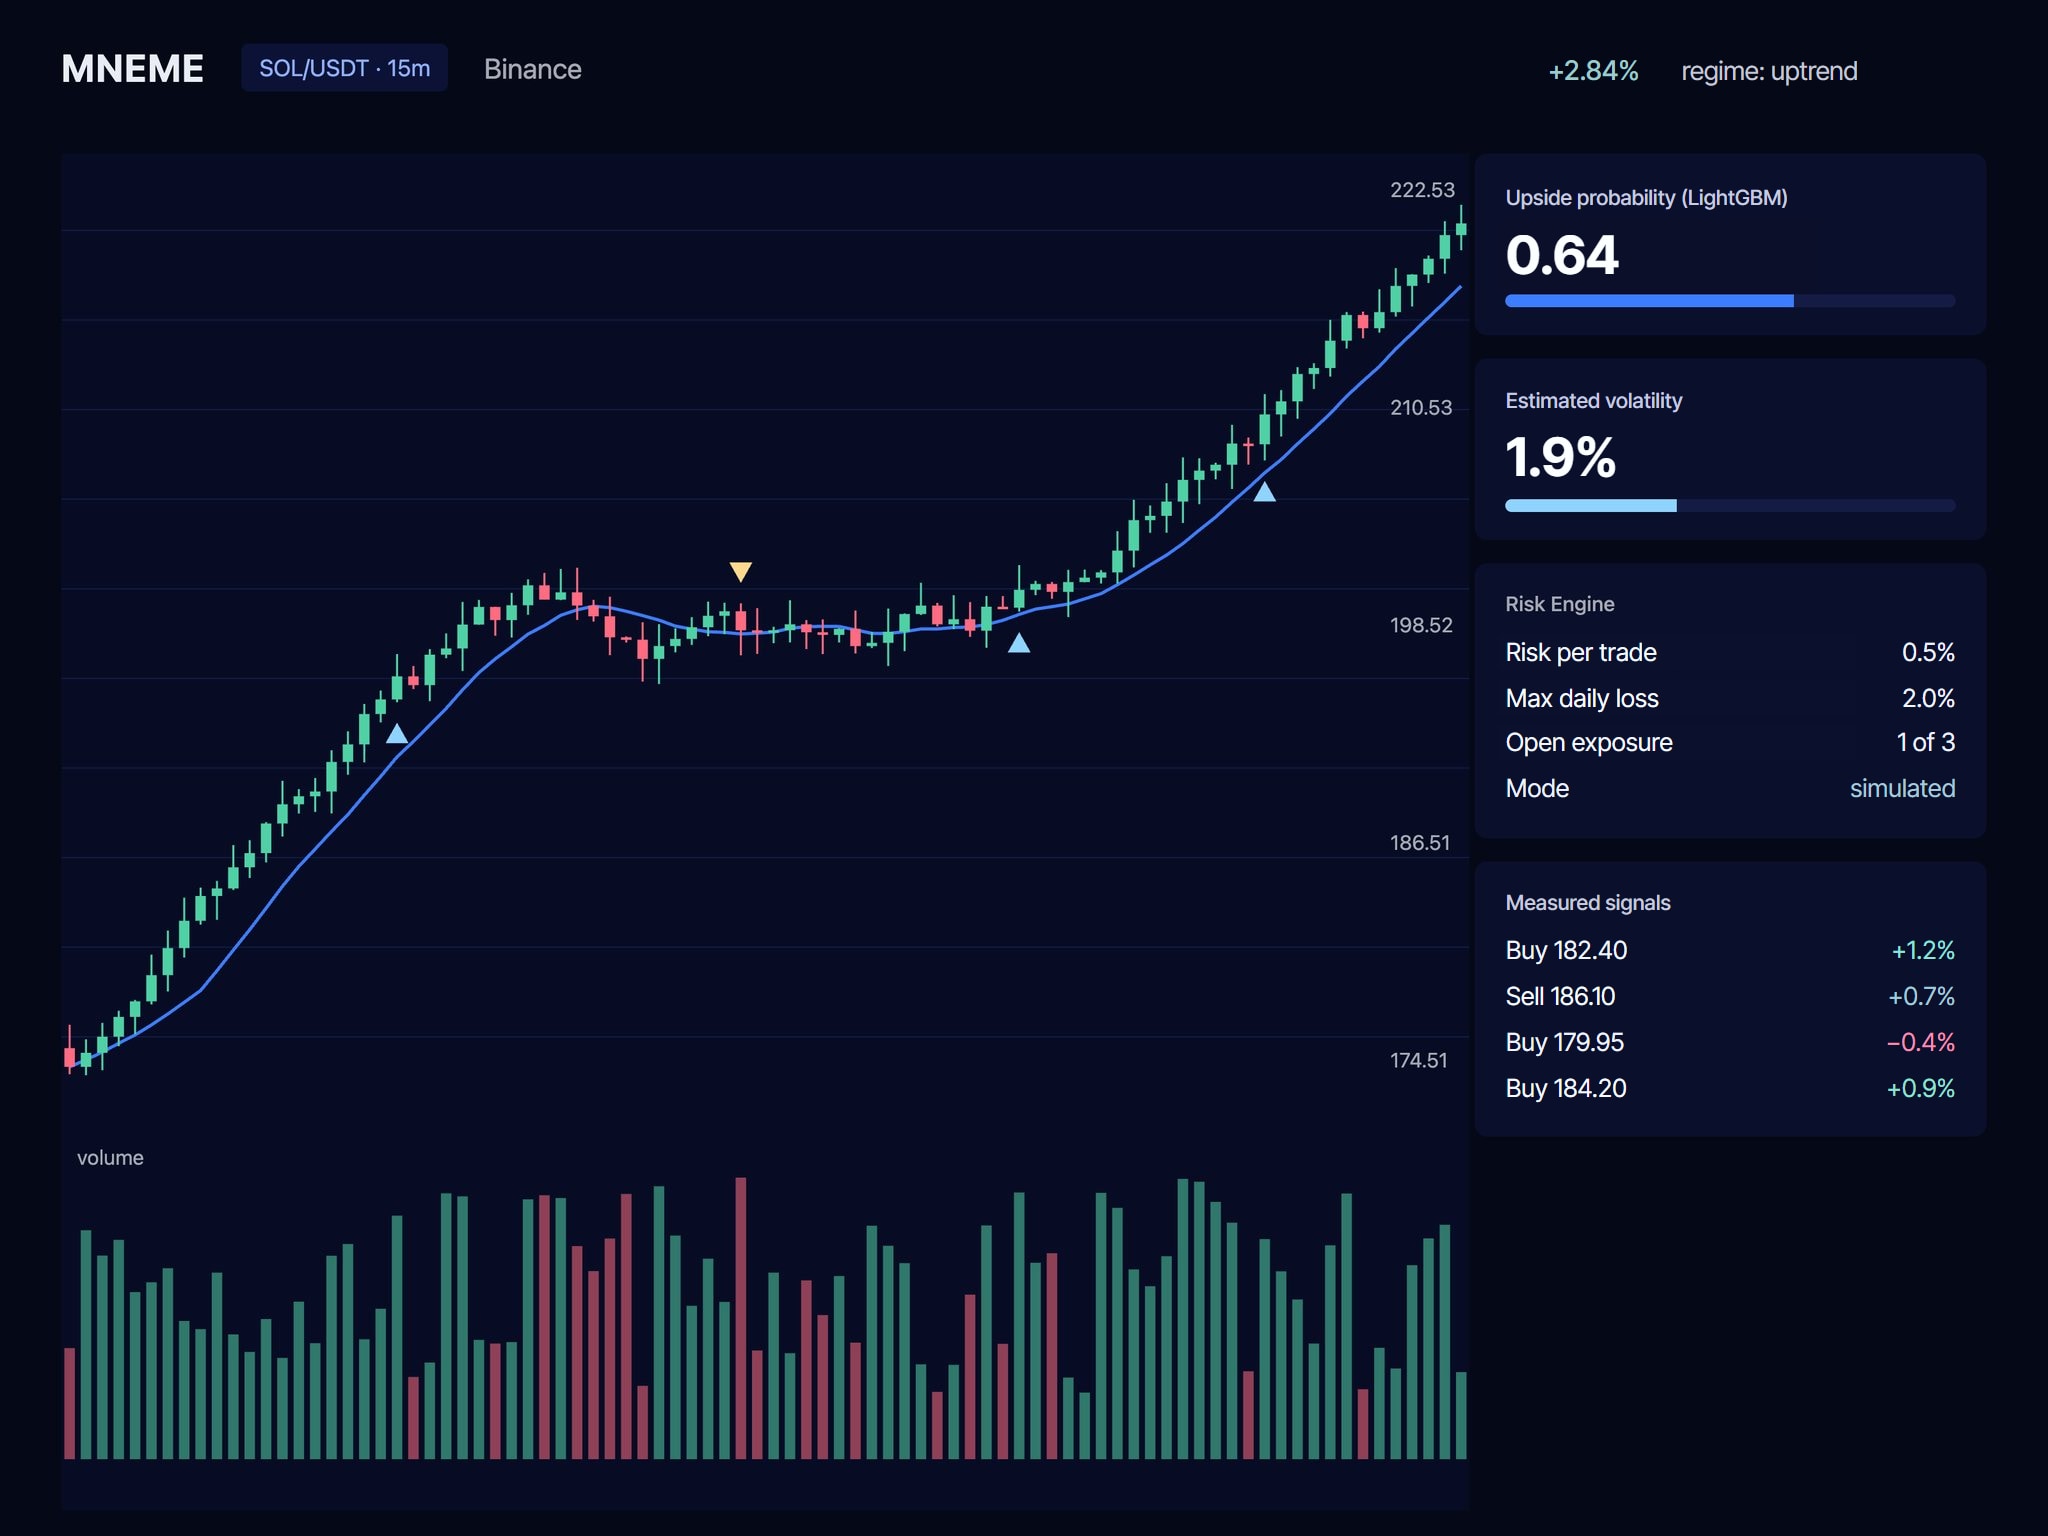 MNEME
SOL/USDT · 15m
Binance
+2.84%
regime: uptrend
222.53
210.53
198.52
186.51
174.51
volume
Upside probability (LightGBM)
0.64
Estimated volatility
1.9%
Risk Engine
Risk per trade 0.5%
Max daily loss 2.0%
Open exposure 1 of 3
Mode simulated
Measured signals
Buy 182.40 +1.2%
Sell 186.10 +0.7%
Buy 179.95 −0.4%
Buy 184.20 +0.9%